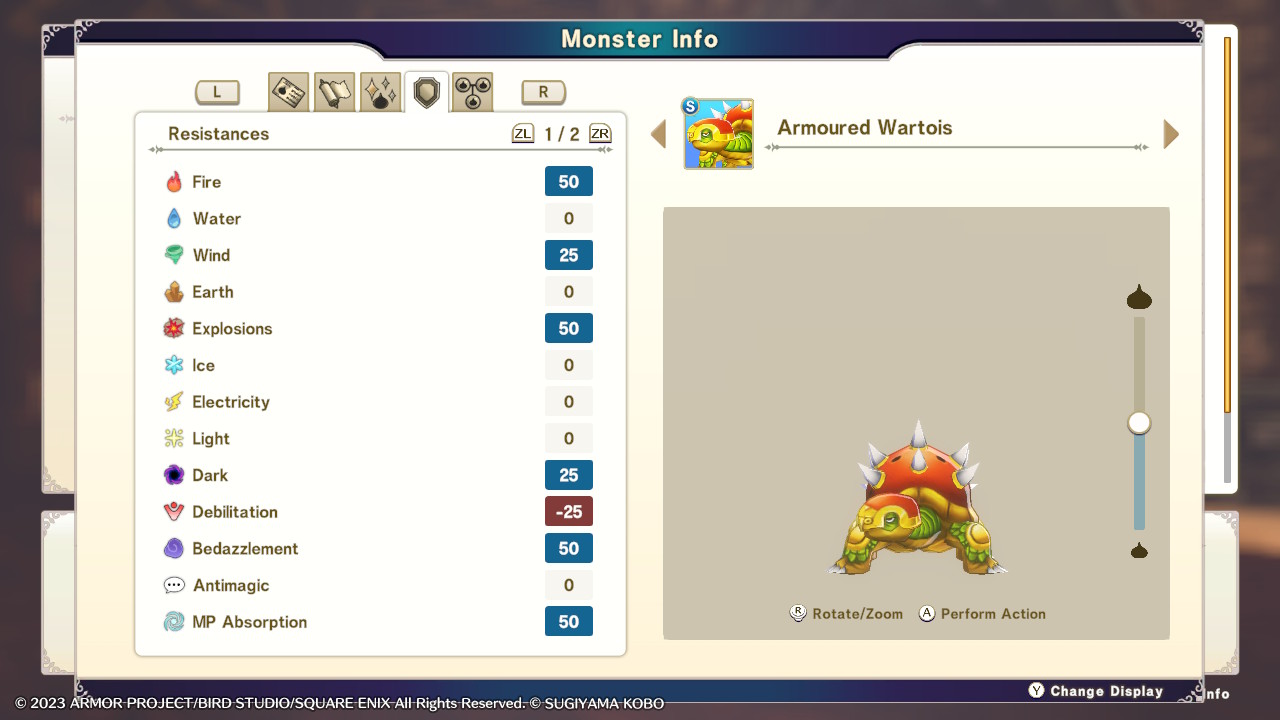 Monster Info
L
R
Resistances
ZL 1 / 2 ZR
Fire 50
Water 0
Wind 25
Earth 0
Explosions 50
Ice 0
Electricity 0
Light 0
Dark 25
Debilitation -25
Bedazzlement 50
Antimagic 0
MP Absorption 50
S
Armoured Wartois
R Rotate/Zoom A Perform Action
Y Change Display
nfo
© 2023 ARMOR PROJECT/BIRD STUDIO/SQUARE ENIX All Rights Reserved. © SUGIYAMA KOBO